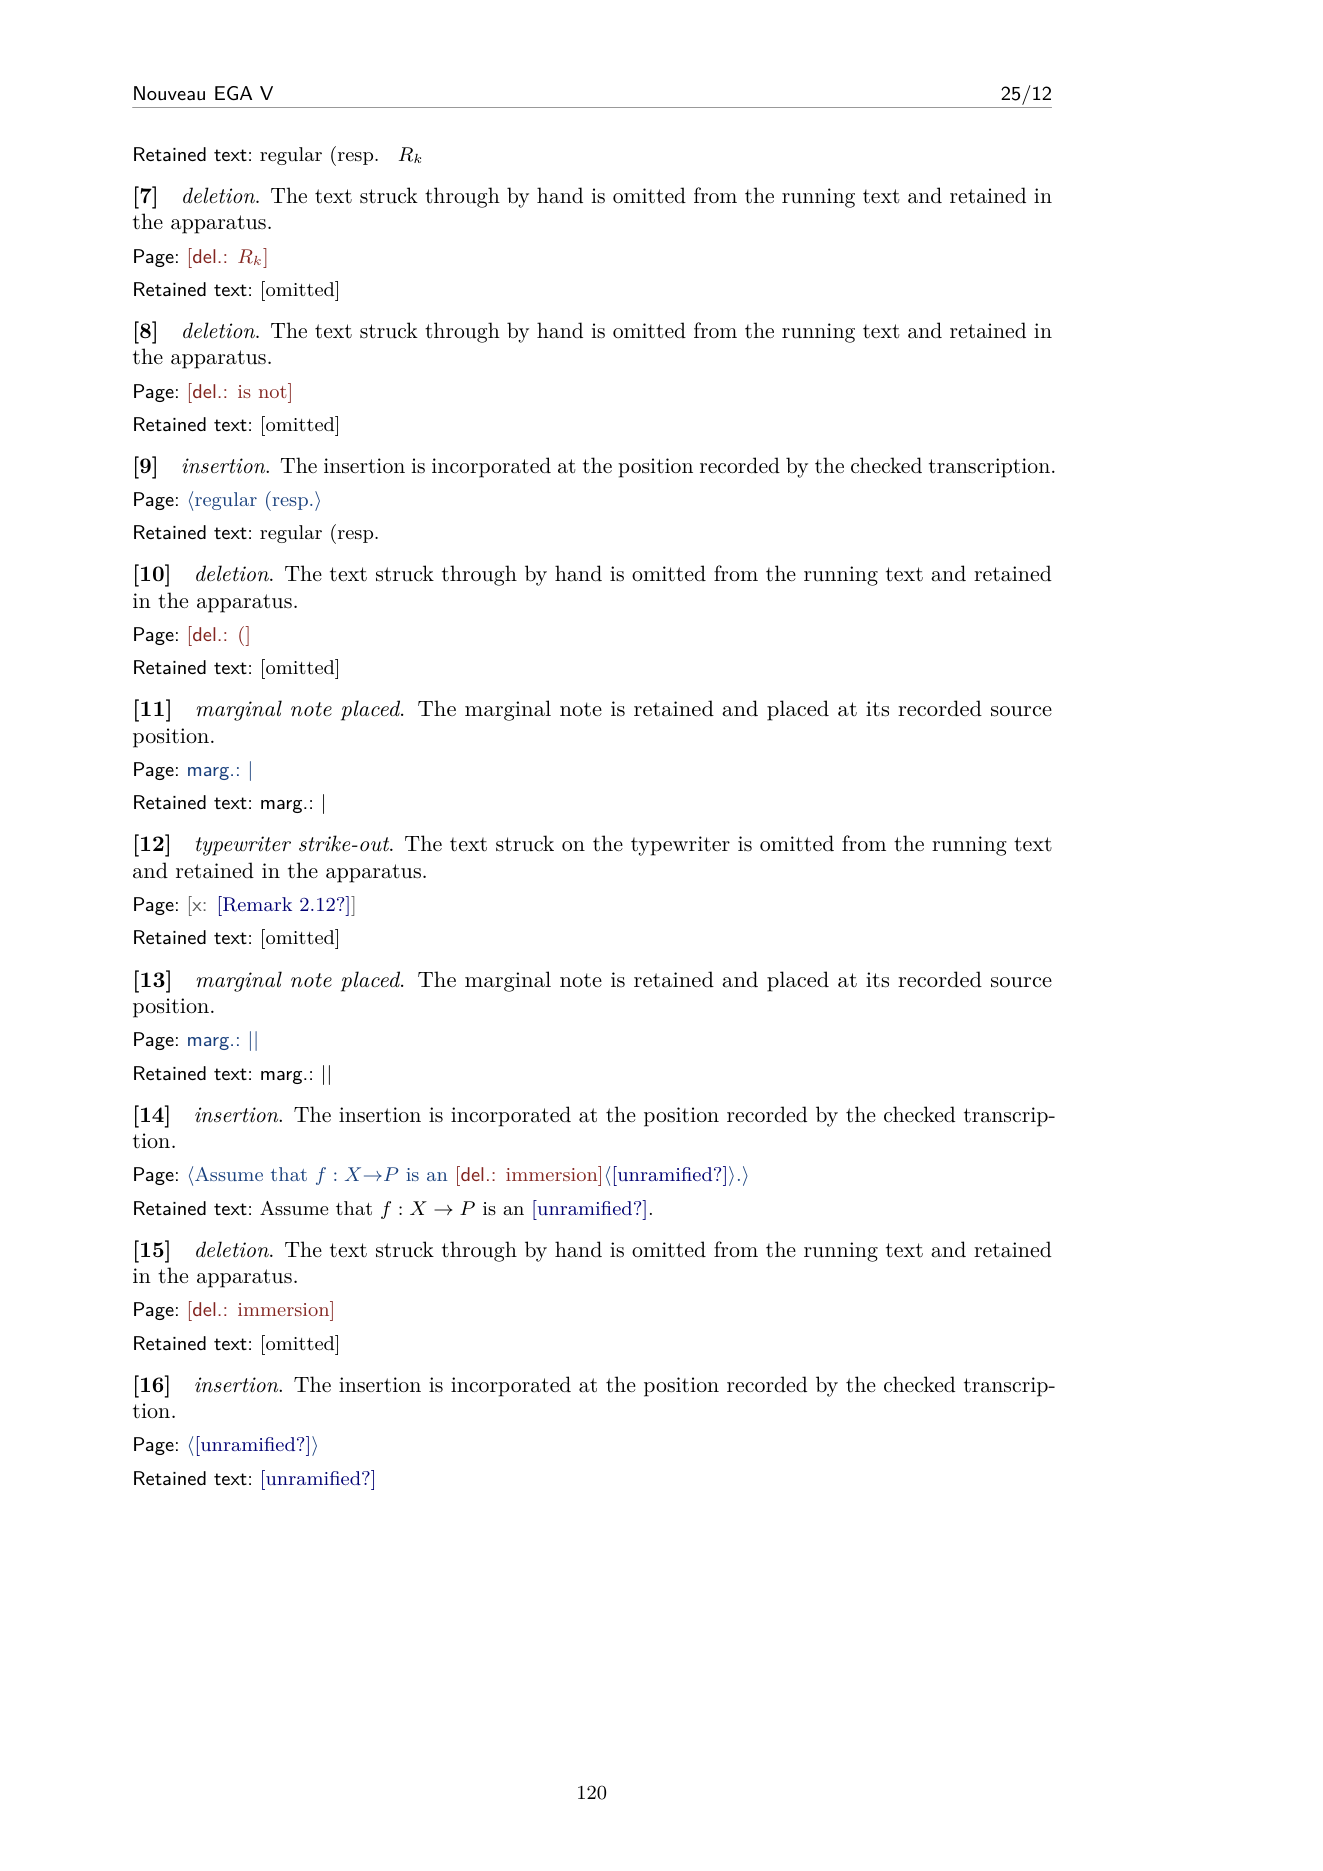 Nouveau EGA V 25/12
Retained text: regular (resp. R_k
[7] deletion. The text struck through by hand is omitted from the running text and retained in
the apparatus.
Page: [del.: R_k]
Retained text: [omitted]
[8] deletion. The text struck through by hand is omitted from the running text and retained in
the apparatus.
Page: [del.: is not]
Retained text: [omitted]
[9] insertion. The insertion is incorporated at the position recorded by the checked transcription.
Page: ⟨regular (resp.⟩
Retained text: regular (resp.
[10] deletion. The text struck through by hand is omitted from the running text and retained
in the apparatus.
Page: [del.: (]
Retained text: [omitted]
[11] marginal note placed. The marginal note is retained and placed at its recorded source
position.
Page: marg.: |
Retained text: marg.: |
[12] typewriter strike-out. The text struck on the typewriter is omitted from the running text
and retained in the apparatus.
Page: [x: [Remark 2.12?]]
Retained text: [omitted]
[13] marginal note placed. The marginal note is retained and placed at its recorded source
position.
Page: marg.: ||
Retained text: marg.: ||
[14] insertion. The insertion is incorporated at the position recorded by the checked transcrip-
tion.
Page: ⟨Assume that f : X→P is an [del.: immersion]⟨[unramified?]⟩.⟩
Retained text: Assume that f : X → P is an [unramified?].
[15] deletion. The text struck through by hand is omitted from the running text and retained
in the apparatus.
Page: [del.: immersion]
Retained text: [omitted]
[16] insertion. The insertion is incorporated at the position recorded by the checked transcrip-
tion.
Page: ⟨[unramified?]⟩
Retained text: [unramified?]
120